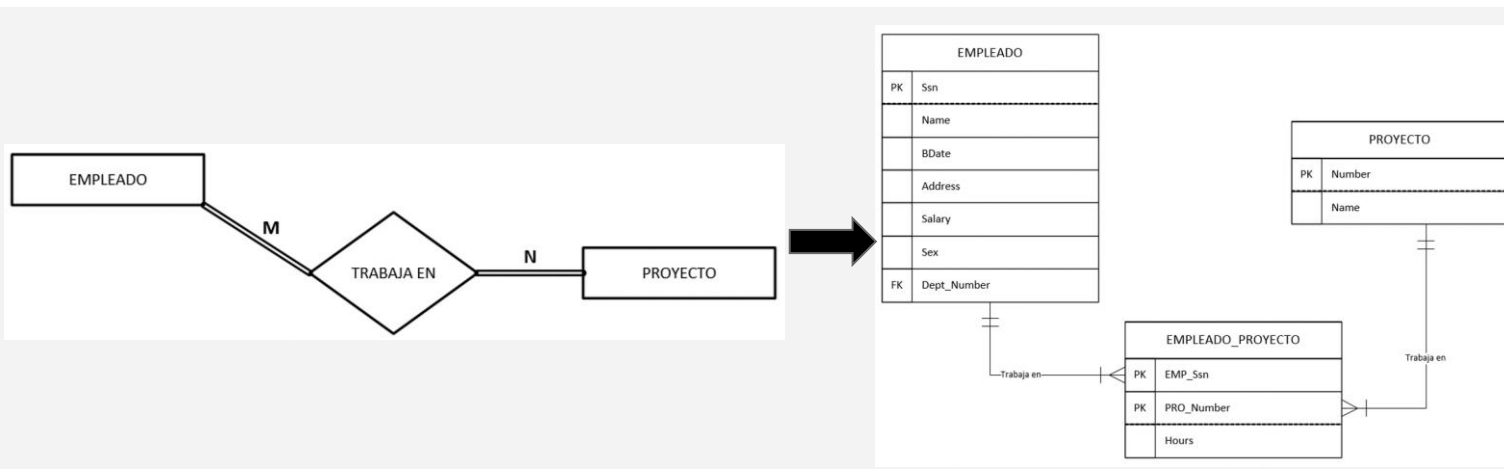 EMPLEADO
M
TRABAJA EN
N
PROYECTO
EMPLEADO
PK Ssn
Name
BDate
Address
Salary
Sex
FK Dept_Number
PROYECTO
PK Number
Name
Trabaja en
EMPLEADO_PROYECTO
PK EMP_Ssn
PK PRO_Number
Hours
Trabaja en